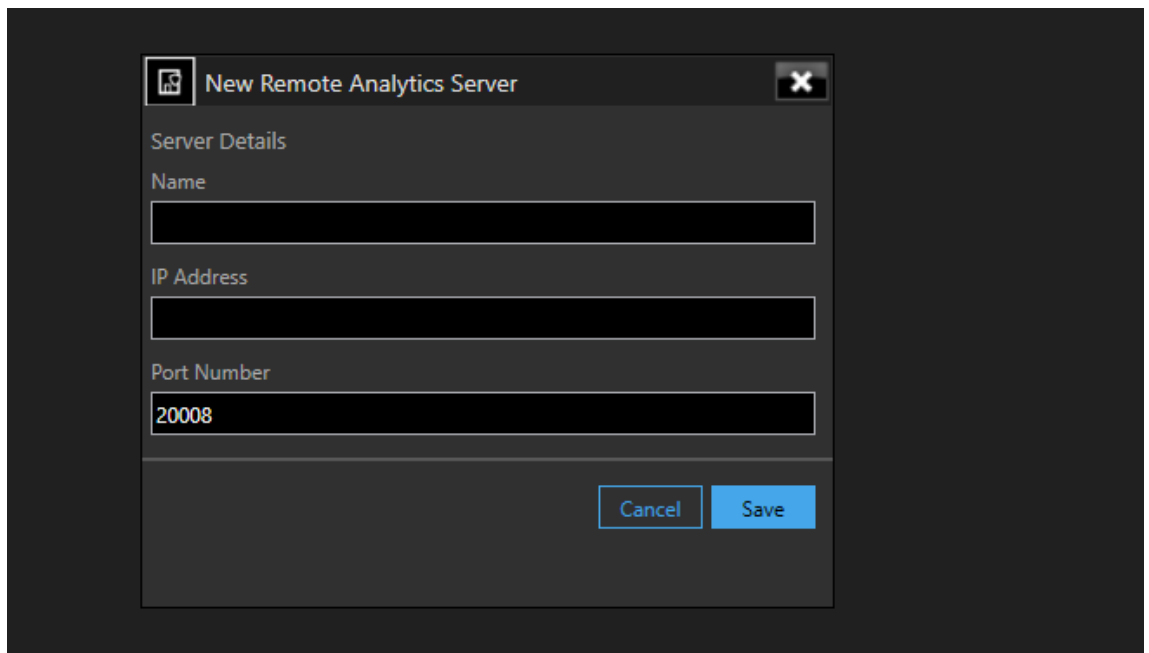 New Remote Analytics Server
Server Details
Name
IP Address
Port Number
20008
Cancel Save